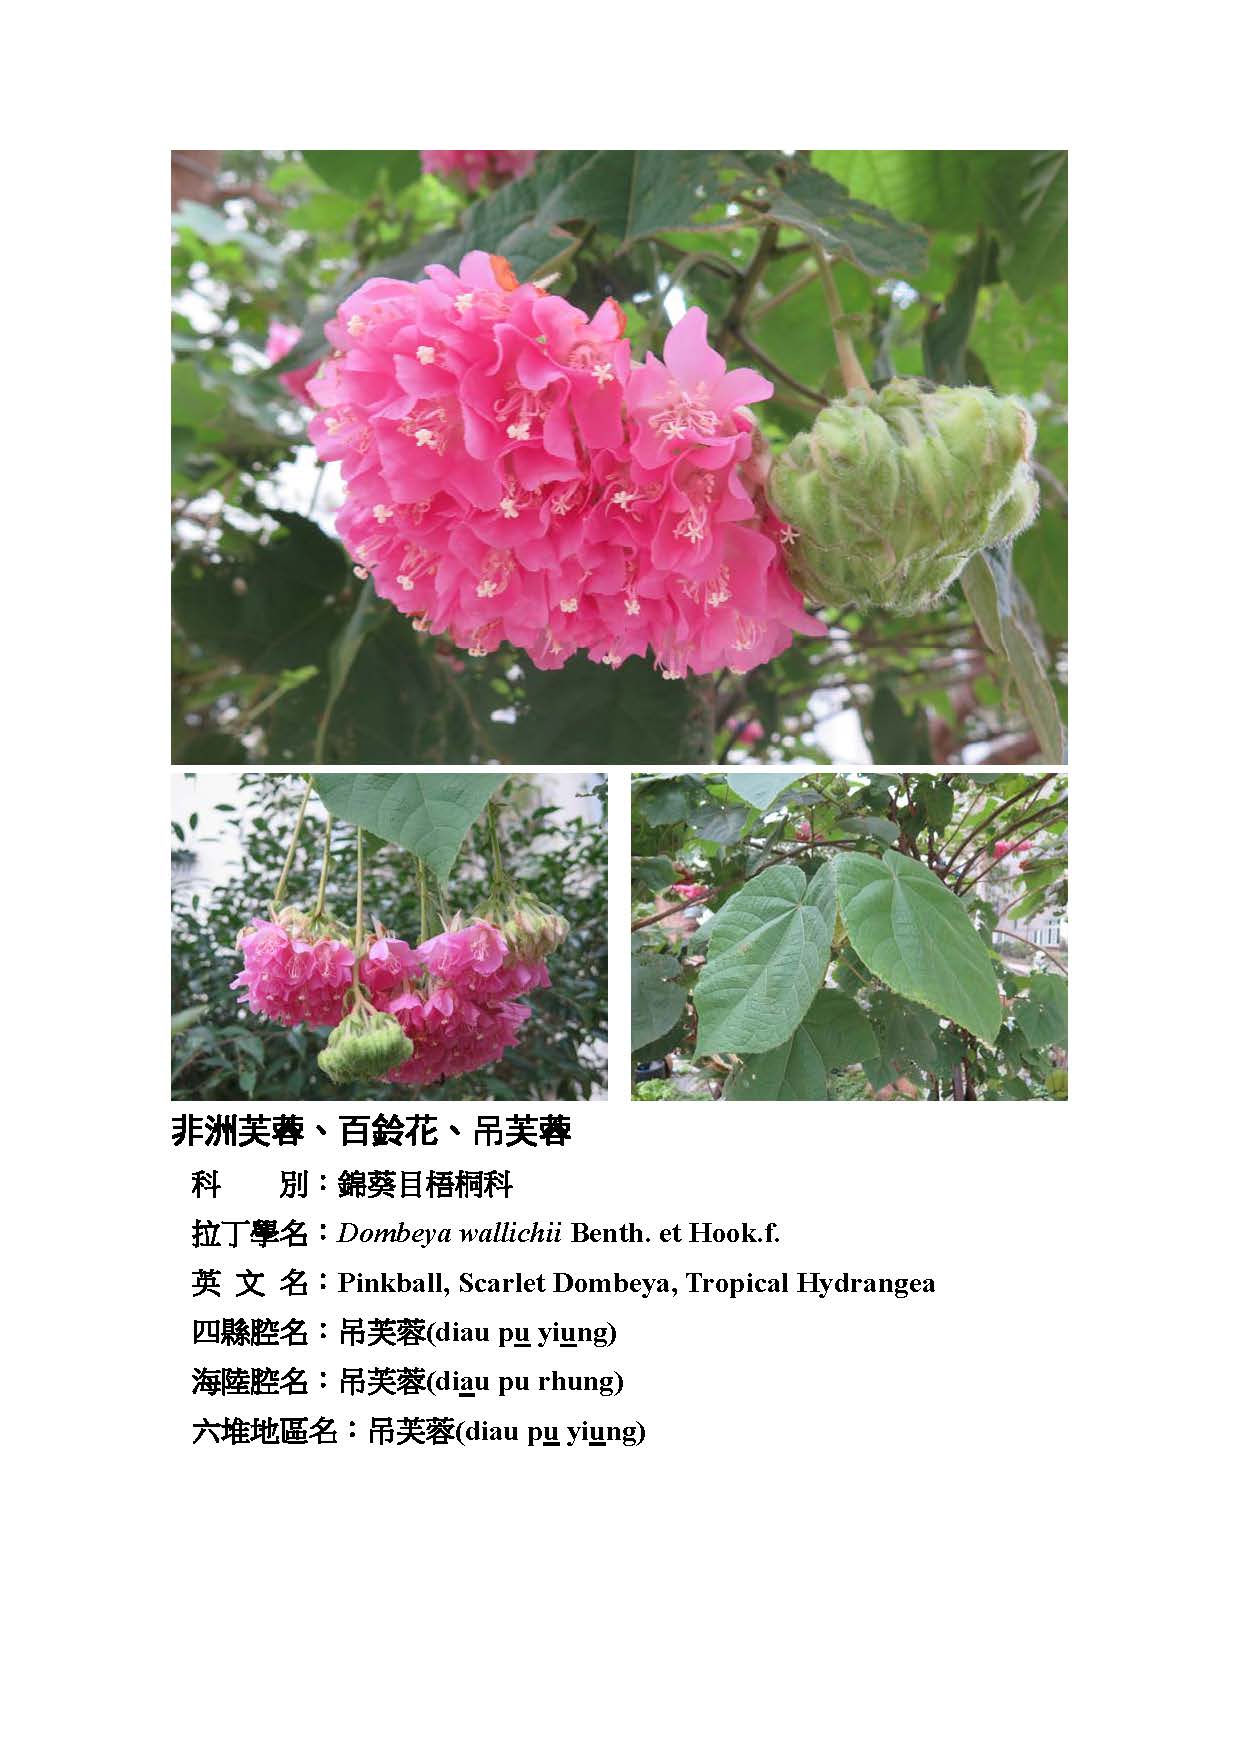 非洲芙蓉、百鈴花、吊芙蓉
科　　別：錦葵目梧桐科
拉丁學名：Dombeya wallichii Benth. et Hook.f.
英 文 名：Pinkball, Scarlet Dombeya, Tropical Hydrangea
四縣腔名：吊芙蓉(diau pu yiung)
海陸腔名：吊芙蓉(diau pu rhung)
六堆地區名：吊芙蓉(diau pu yiung)